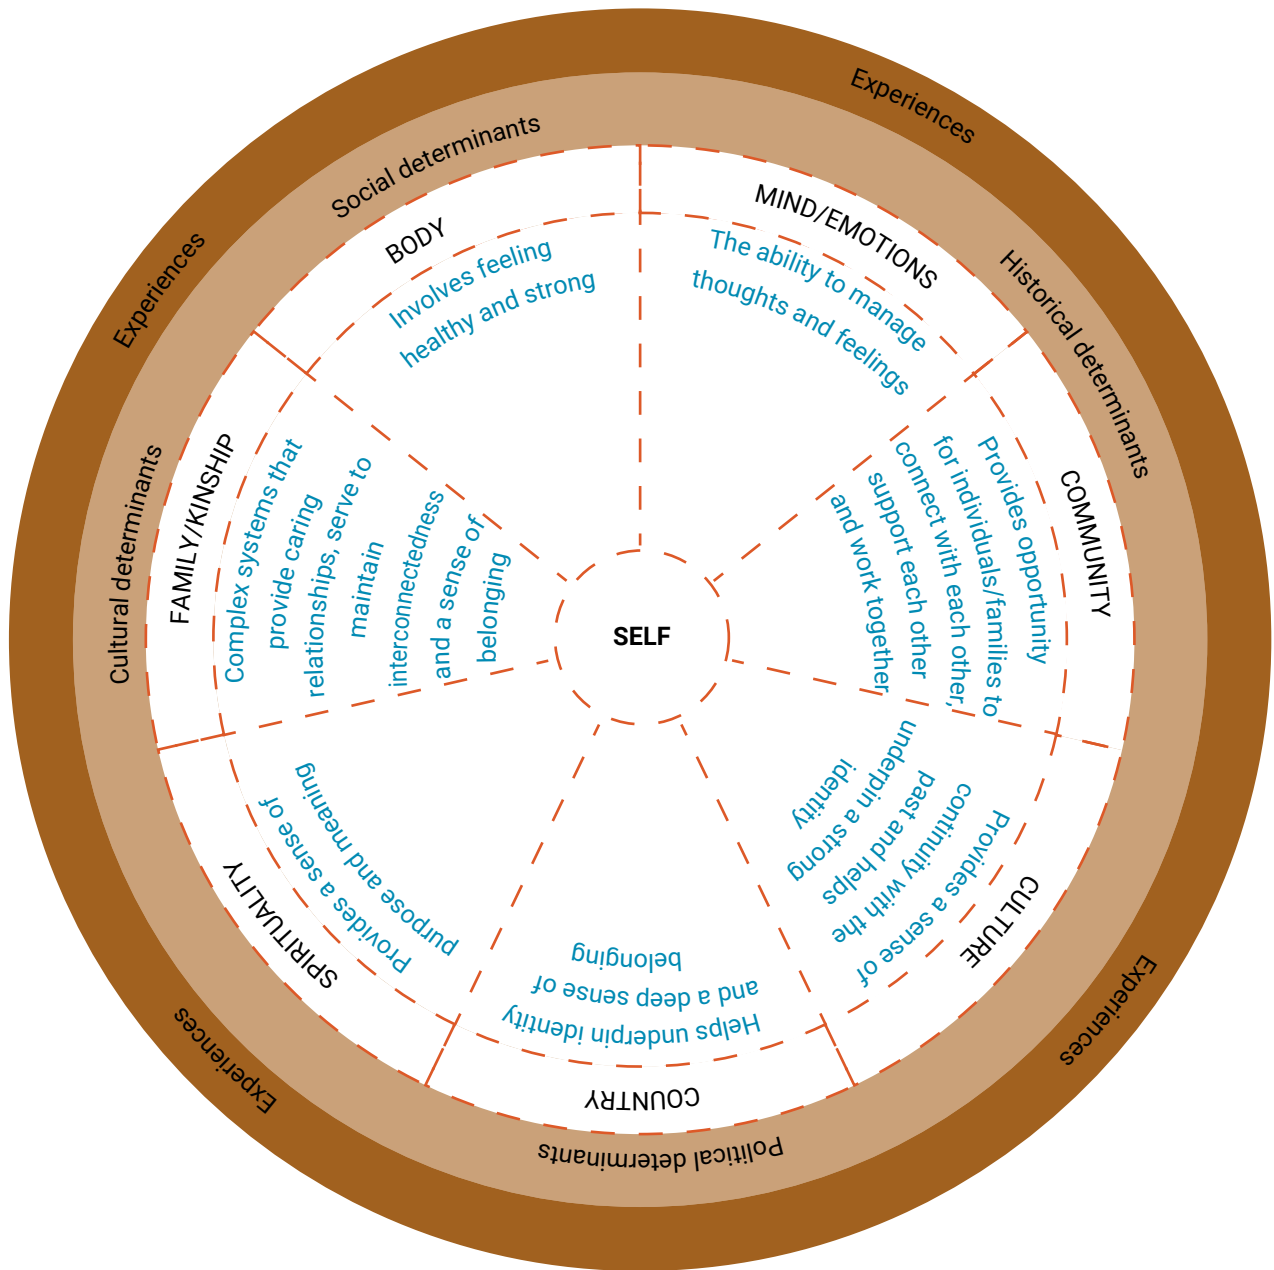 Experiences
Experiences
Experiences
Experiences
Social determinants
Historical determinants
Political determinants
Cultural determinants
BODY
Involves feeling
healthy and strong
MIND/EMOTIONS
The ability to manage
thoughts and feelings
COMMUNITY
Provides opportunity
for individuals/families to
connect with each other,
support each other
and work together
CULTURE
Provides a sense of
continuity with the
past and helps
underpin a strong
identity
COUNTRY
Helps underpin identity
and a deep sense of
belonging
SPIRITUALITY
Provides a sense of
purpose and meaning
FAMILY/KINSHIP
Complex systems that
provide caring
relationships, serve to
maintain
interconnectedness
and a sense of
belonging
SELF